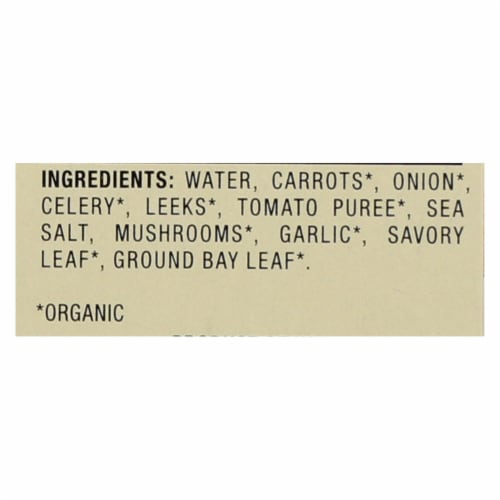 INGREDIENTS: WATER, CARROTS*, ONION*,
CELERY*, LEEKS*, TOMATO PUREE*, SEA
SALT, MUSHROOMS*, GARLIC*, SAVORY
LEAF*, GROUND BAY LEAF*.
*ORGANIC